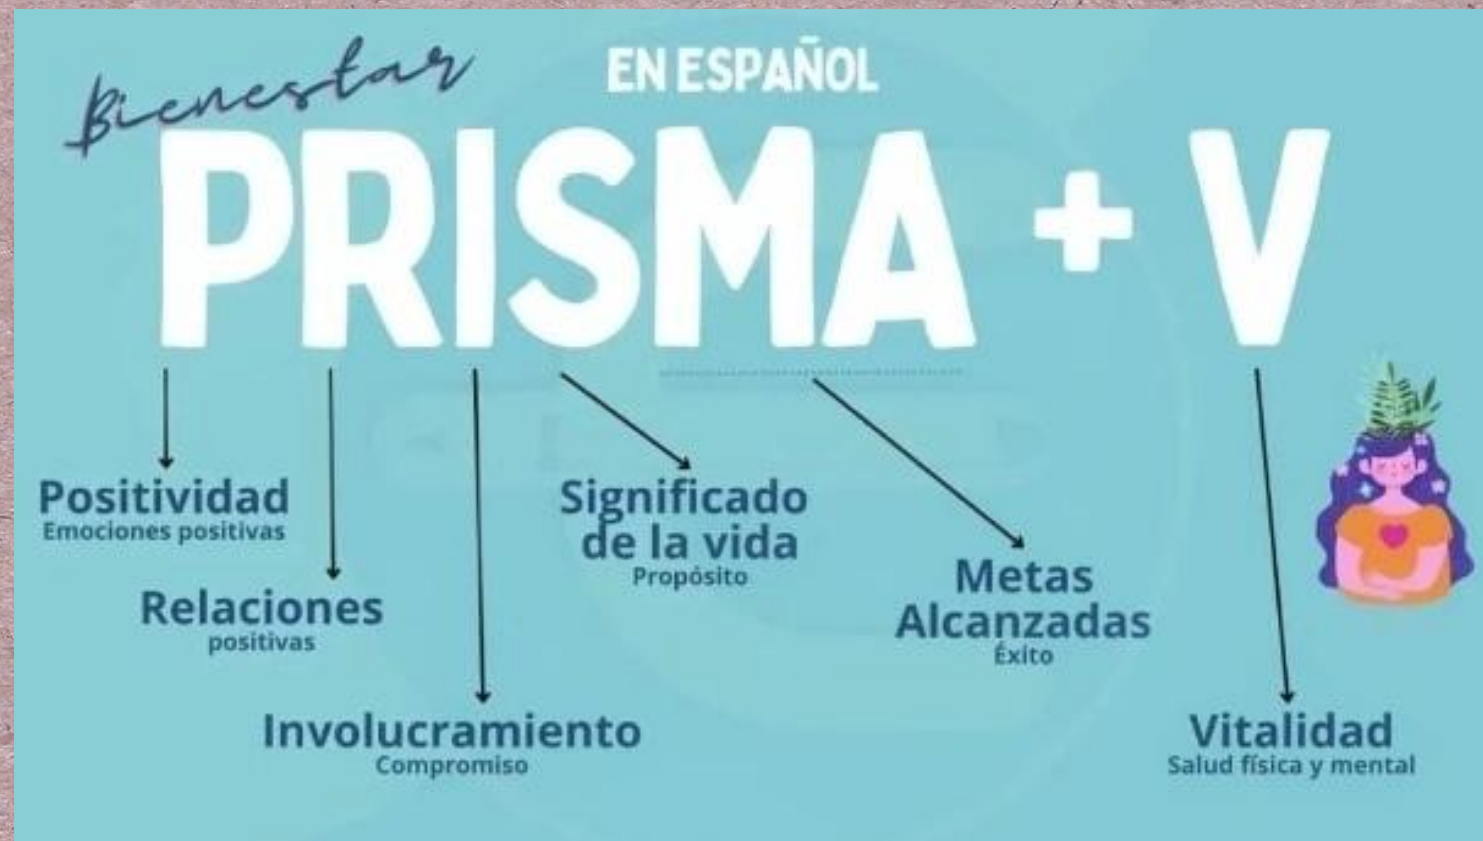 Bienestar
EN ESPAÑOL
PRISMA + V
Positividad
Emociones positivas
Relaciones
positivas
Involucramiento
Compromiso
Significado
de la vida
Propósito
Metas
Alcanzadas
Éxito
Vitalidad
Salud física y mental